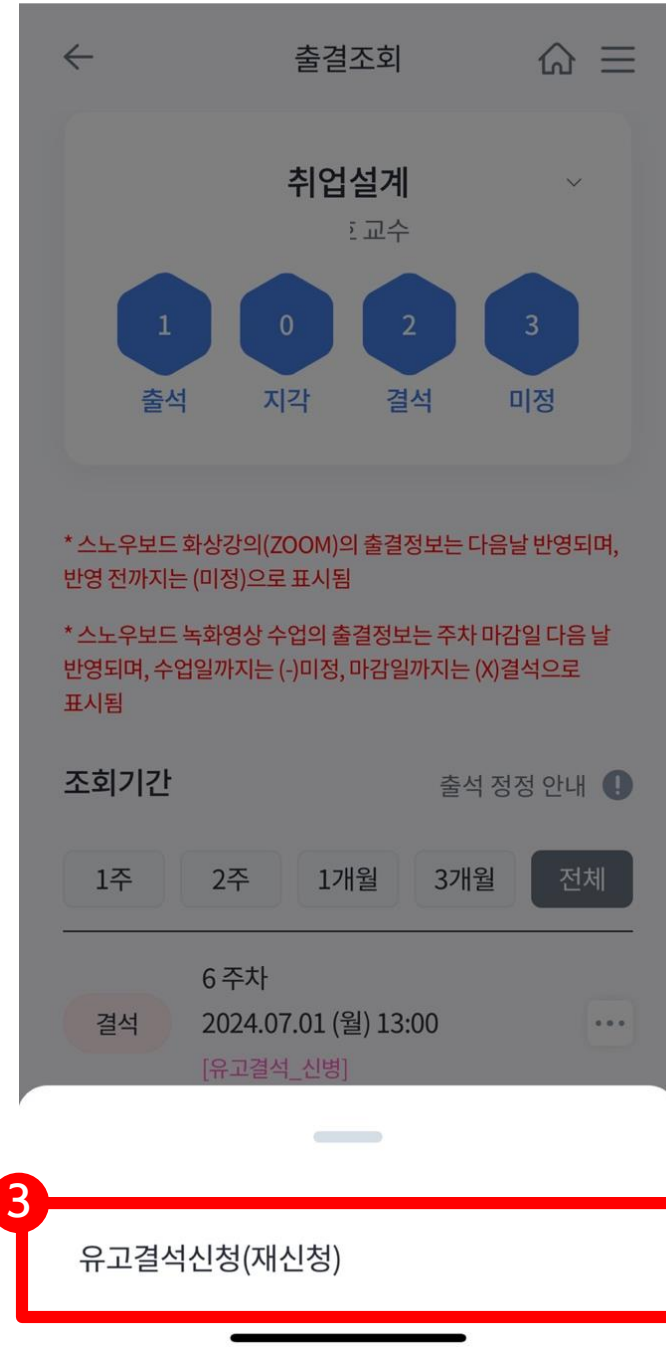 출결조회
취업설계
교수
1 0 2 3
출석 지각 결석 미정
* 스노우보드 화상강의(ZOOM)의 출결정보는 다음날 반영되며,
반영 전까지는 (미정)으로 표시됨
* 스노우보드 녹화영상 수업의 출결정보는 주차 마감일 다음 날
반영되며, 수업일까지는 (-)미정, 마감일까지는 (X)결석으로
표시됨
조회기간 출석 정정 안내 !
1주 2주 1개월 3개월 전체
6 주차
결석 2024.07.01 (월) 13:00
[유고결석_신병]
3
유고결석신청(재신청)